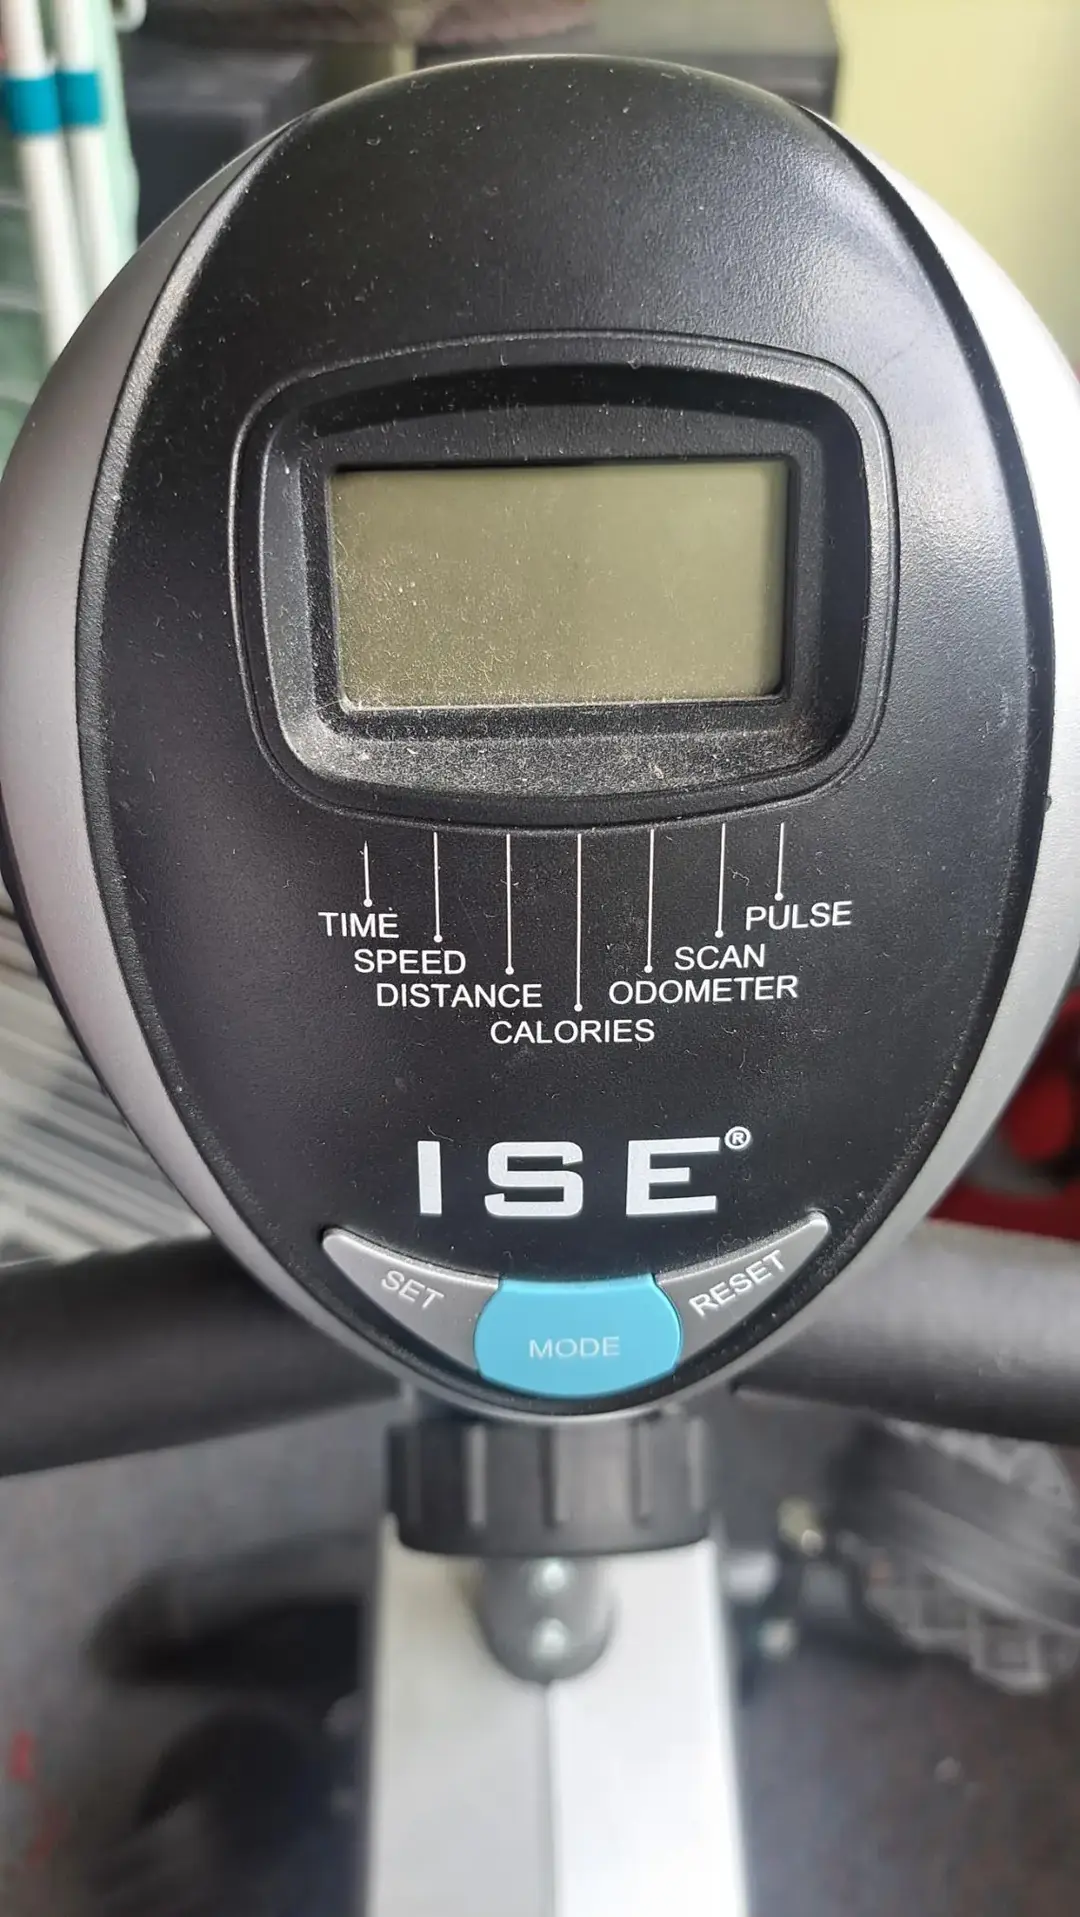 TIME
PULSE
SPEED
SCAN
DISTANCE
ODOMETER
CALORIES
ISE®
SET
MODE
RESET